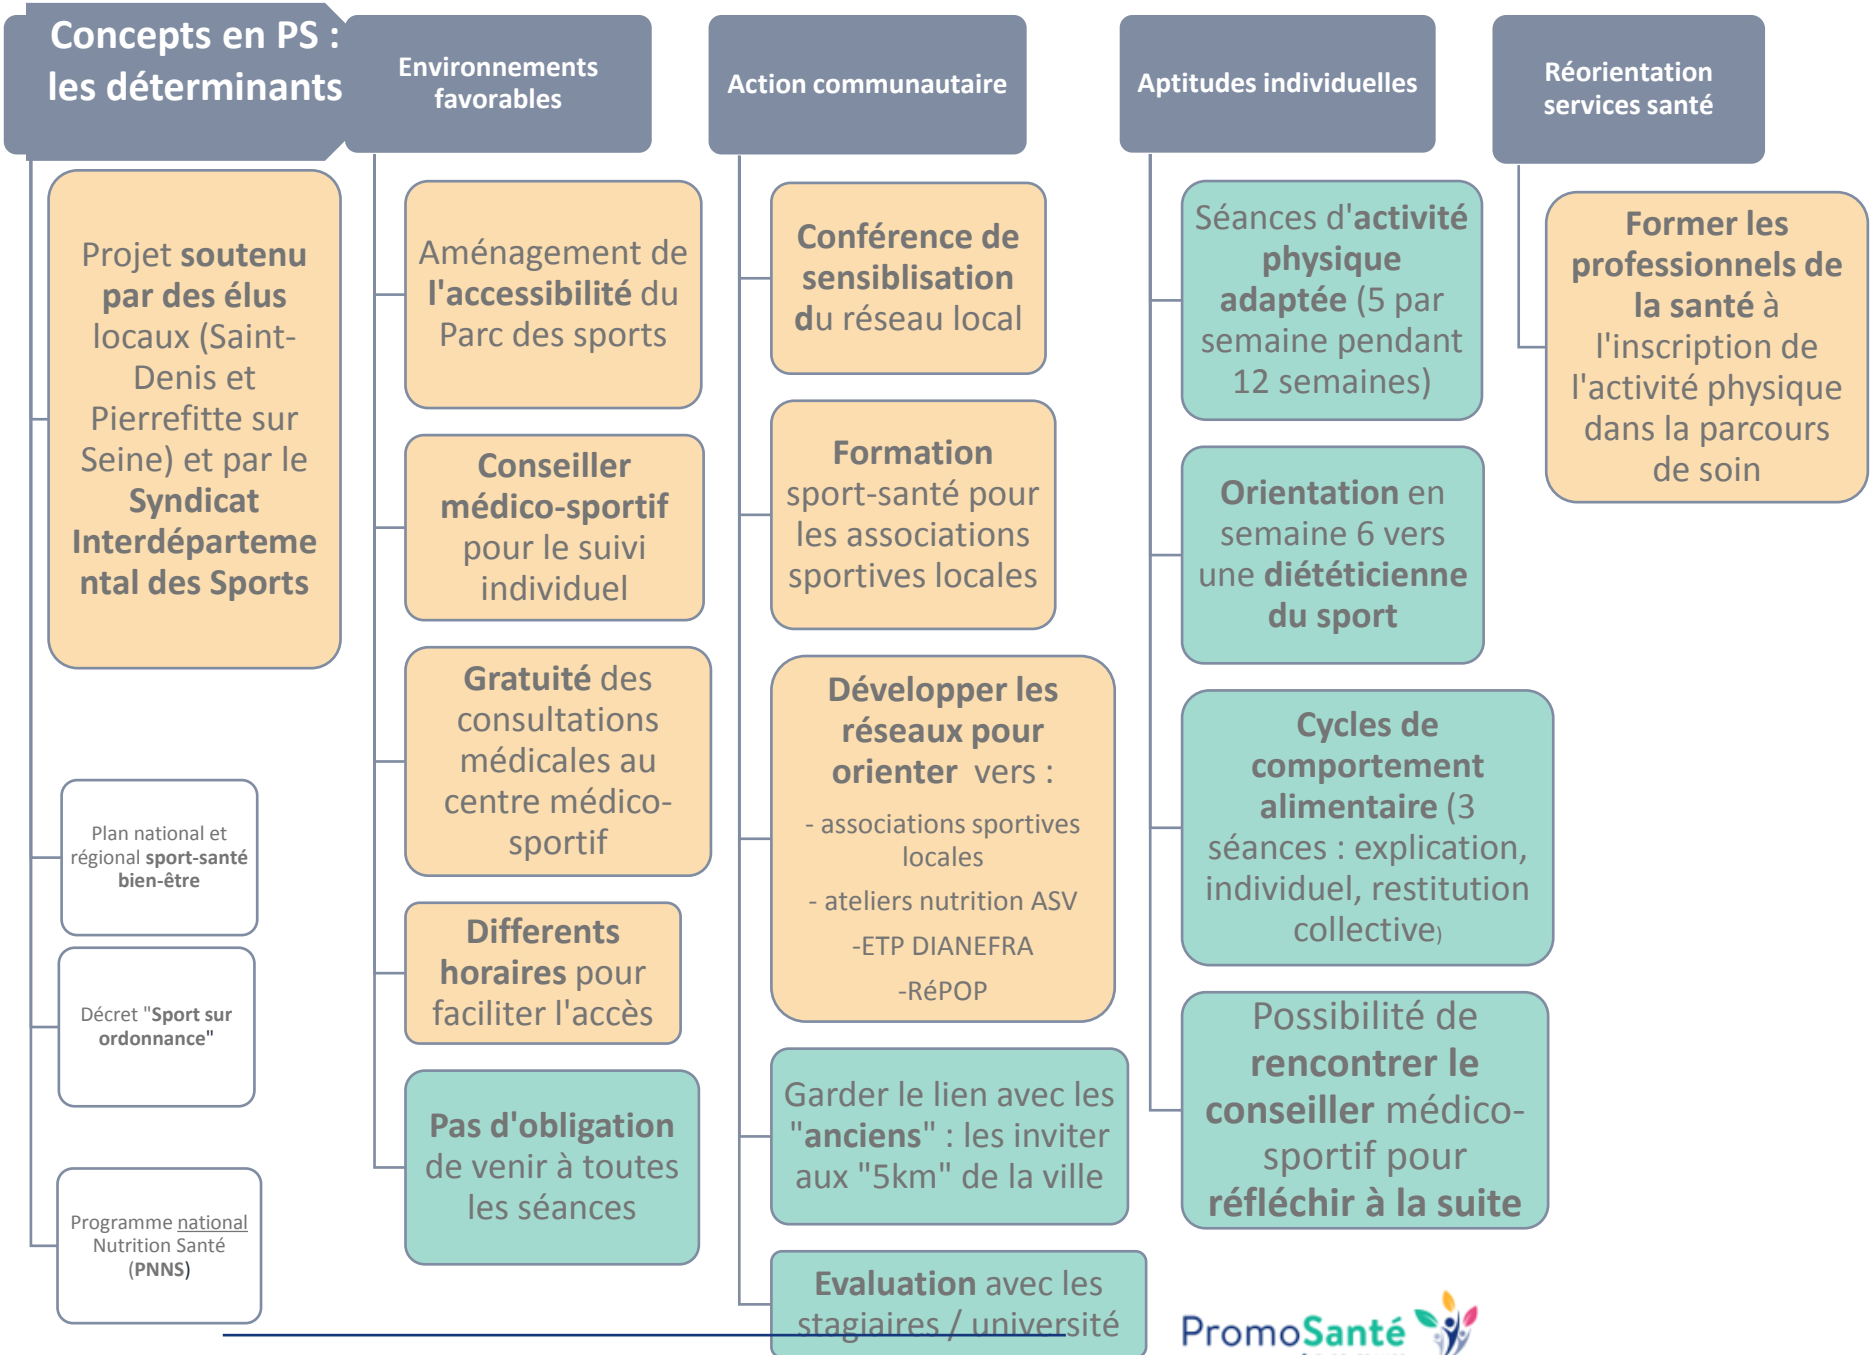 Concepts en PS :
les déterminants
Projet soutenu
par des élus
locaux (Saint-
Denis et
Pierrefitte sur
Seine) et par le
Syndicat
Interdéparteme
ntal des Sports
Plan national et
régional sport-santé
bien-être
Décret "Sport sur
ordonnance"
Programme national
Nutrition Santé
(PNNS)
Environnements
favorables
Aménagement de
l'accessibilité du
Parc des sports
Conseiller
médico-sportif
pour le suivi
individuel
Gratuité des
consultations
médicales au
centre médico-
sportif
Differents
horaires pour
faciliter l'accès
Pas d'obligation
de venir à toutes
les séances
Action communautaire
Conférence de
sensiblisation
du réseau local
Formation
sport-santé pour
les associations
sportives locales
Développer les
réseaux pour
orienter vers :
- associations sportives
locales
- ateliers nutrition ASV
-ETP DIANEFRA
-RéPOP
Garder le lien avec les
"anciens" : les inviter
aux "5km" de la ville
Evaluation avec les
stagiaires / université
Aptitudes individuelles
Séances d'activité
physique
adaptée (5 par
semaine pendant
12 semaines)
Orientation en
semaine 6 vers
une diététicienne
du sport
Cycles de
comportement
alimentaire (3
séances : explication,
individuel, restitution
collective)
Possibilité de
rencontrer le
conseiller médico-
sportif pour
réfléchir à la suite
Réorientation
services santé
Former les
professionnels de
la santé à
l'inscription de
l'activité physique
dans la parcours
de soin
PromoSanté